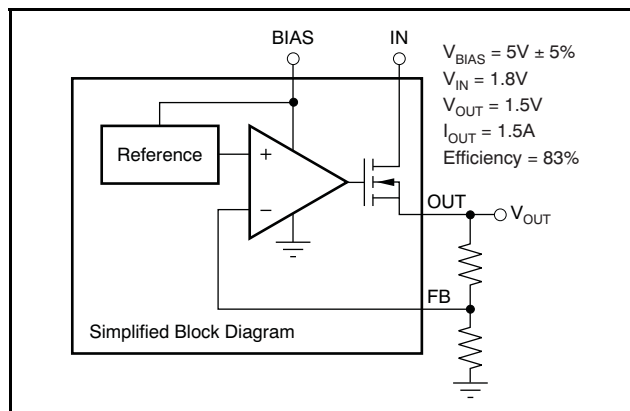 BIAS
IN
V_BIAS = 5V ± 5%
V_IN = 1.8V
V_OUT = 1.5V
I_OUT = 1.5A
Efficiency = 83%
Reference
+
−
OUT
V_OUT
FB
Simplified Block Diagram